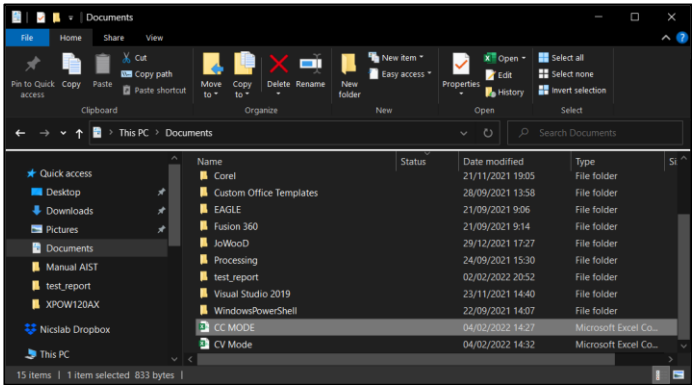 Documents
File Home Share View
Pin to Quick access
Copy
Paste
Cut
Copy path
Paste shortcut
Clipboard
Move to
Copy to
Delete
Rename
Organize
New folder
New item
Easy access
New
Properties
Open
Edit
History
Open
Select all
Select none
Invert selection
Select
This PC > Documents
Search Documents
Quick access
Desktop
Downloads
Pictures
Documents
Manual AIST
test_report
XPOW120AX
Nicslab Dropbox
This PC
Name Status Date modified Type Si
Corel 21/11/2021 19:05 File folder
Custom Office Templates 28/09/2021 13:58 File folder
EAGLE 21/09/2021 9:06 File folder
Fusion 360 21/09/2021 9:14 File folder
JoWooD 29/12/2021 17:27 File folder
Processing 24/09/2021 15:30 File folder
test_report 02/02/2022 20:52 File folder
Visual Studio 2019 23/11/2021 14:40 File folder
WindowsPowerShell 22/09/2021 14:07 File folder
CC MODE 04/02/2022 14:27 Microsoft Excel Co...
CV Mode 04/02/2022 14:32 Microsoft Excel Co...
15 items | 1 item selected 833 bytes |